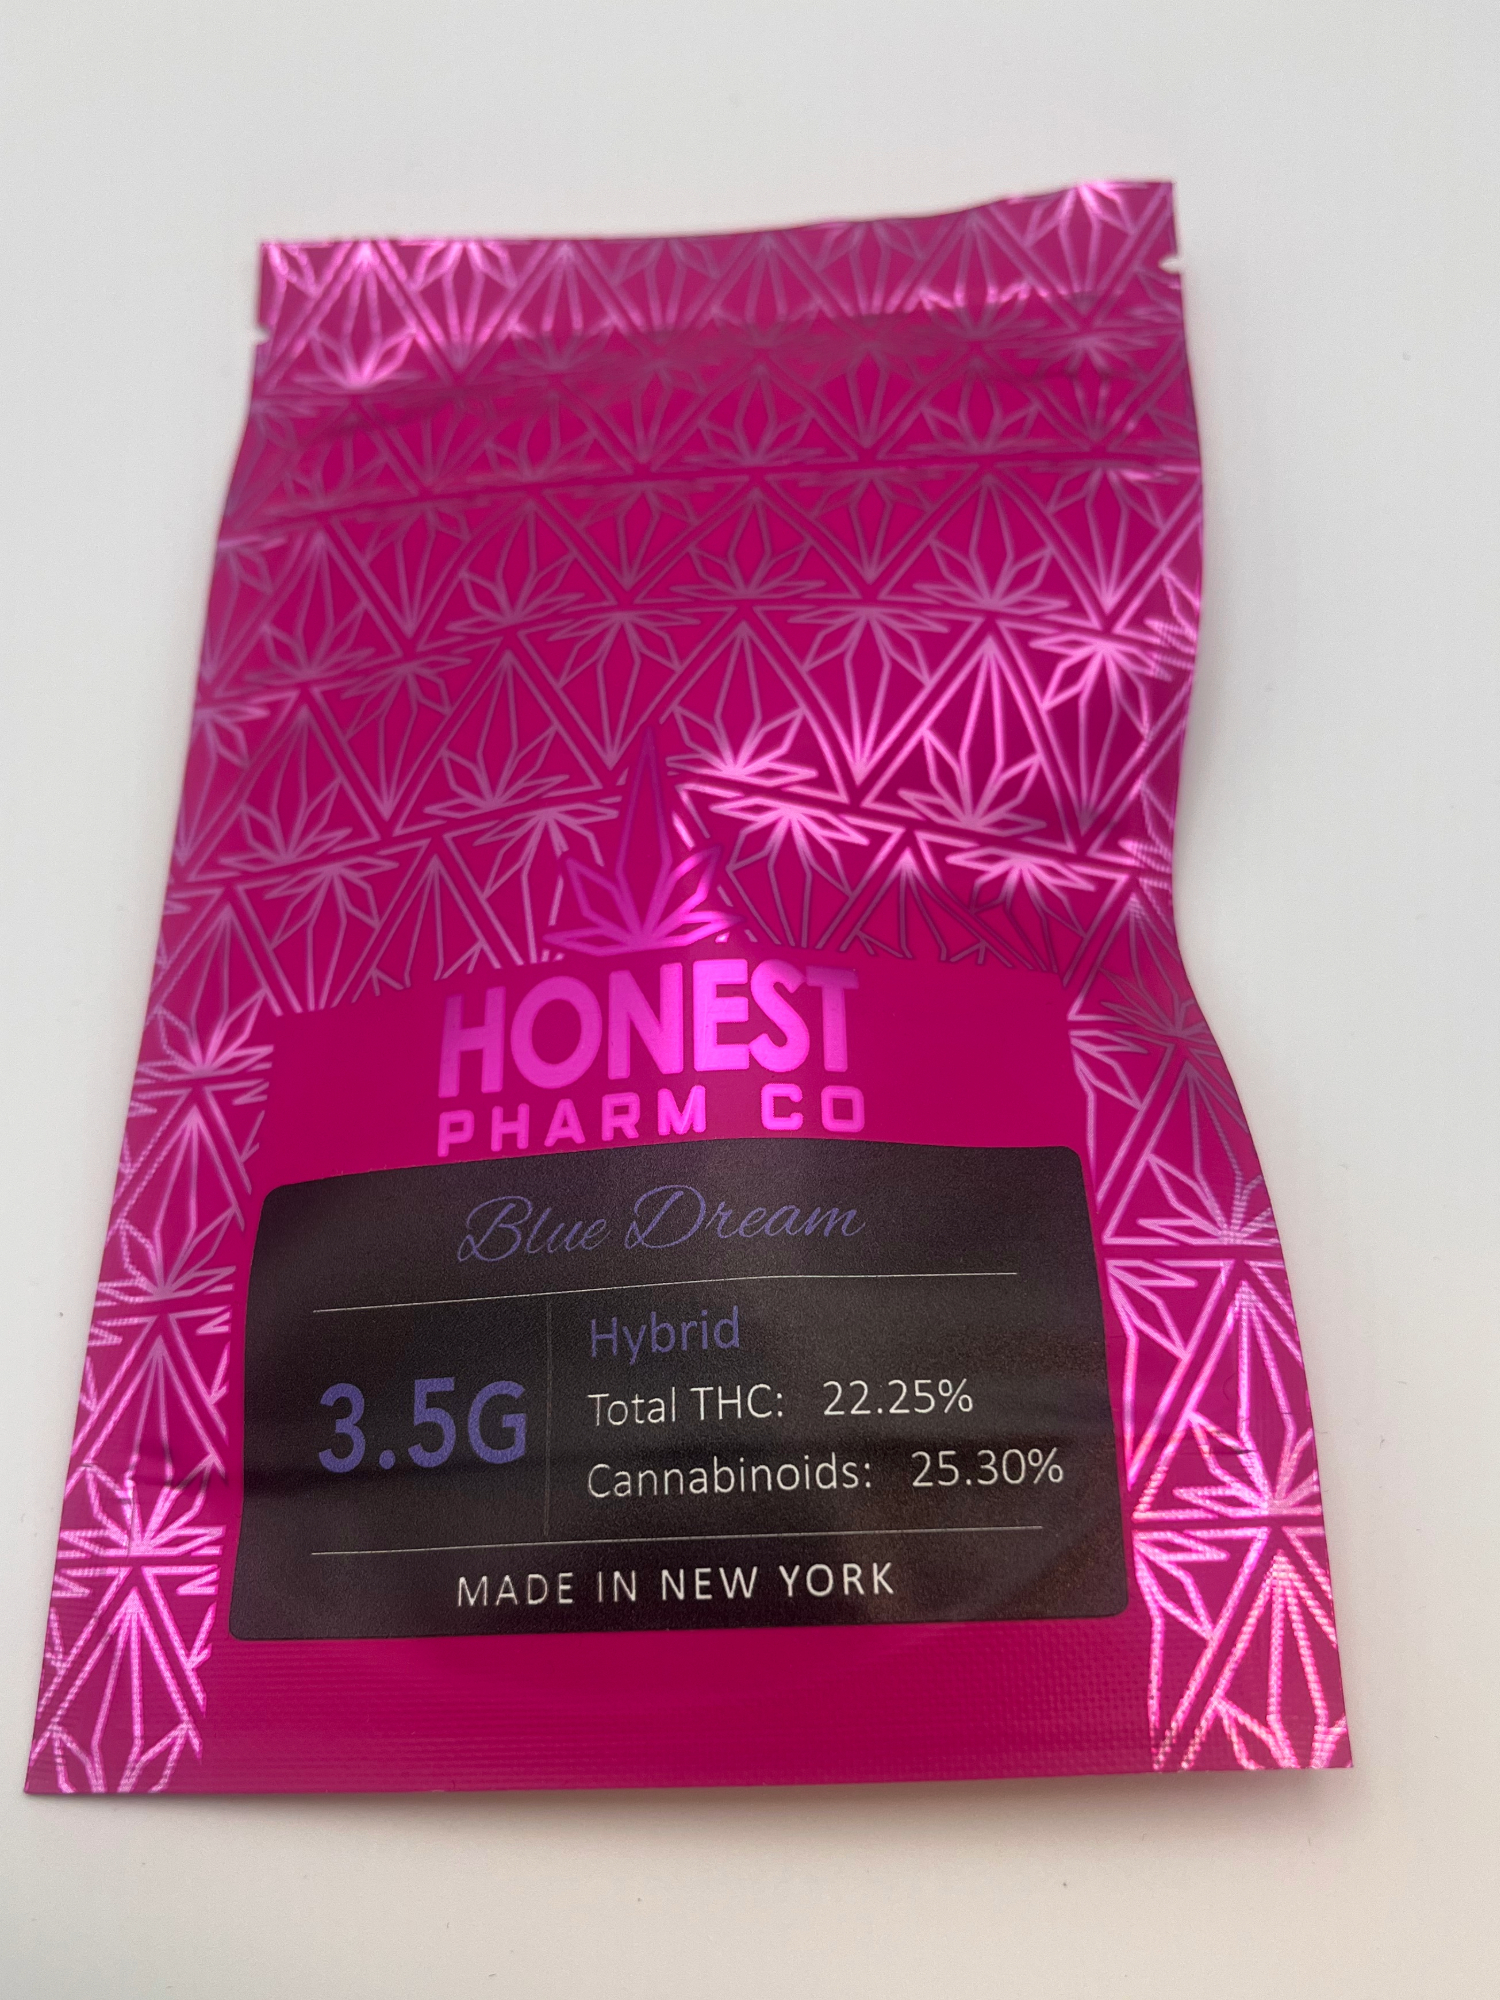 HONEST
PHARM CO
Blue Dream
3.5G
Hybrid
Total THC: 22.25%
Cannabinoids: 25.30%
MADE IN NEW YORK